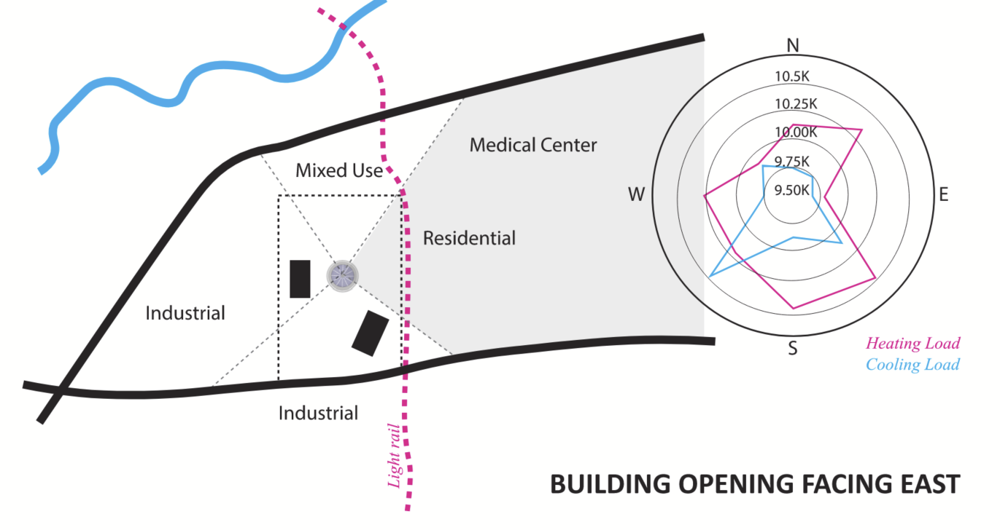 N
10.5K
10.25K
10.00K
9.75K
9.50K
W
E
S
Medical Center
Mixed Use
Residential
Industrial
Industrial
Light rail
Heating Load
Cooling Load
BUILDING OPENING FACING EAST